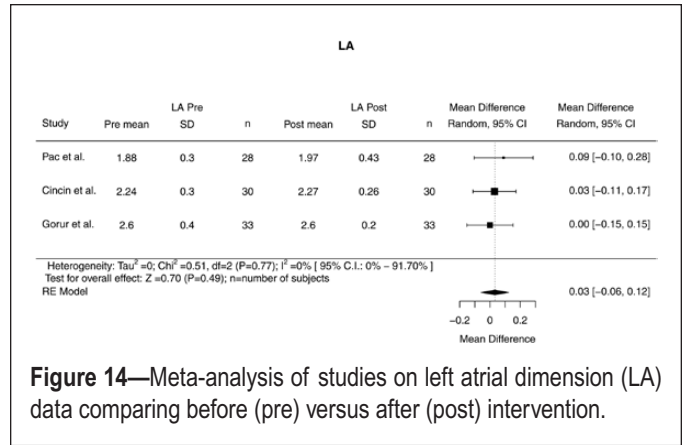 LA
LA Pre LA Post Mean Difference Mean Difference
Study Pre mean SD n Post mean SD n Random, 95% CI Random, 95% CI
Pac et al. 1.88 0.3 28 1.97 0.43 28 0.09 [−0.10, 0.28]
Cincin et al. 2.24 0.3 30 2.27 0.26 30 0.03 [−0.11, 0.17]
Gorur et al. 2.6 0.4 33 2.6 0.2 33 0.00 [−0.15, 0.15]
Heterogeneity: Tau² =0; Chi² =0.51, df=2 (P=0.77); I² =0% [ 95% C.I.: 0% − 91.70% ]
Test for overall effect: Z =0.70 (P=0.49); n=number of subjects
RE Model 0.03 [−0.06, 0.12]
−0.2 0 0.2
Mean Difference
Figure 14—Meta-analysis of studies on left atrial dimension (LA)
data comparing before (pre) versus after (post) intervention.